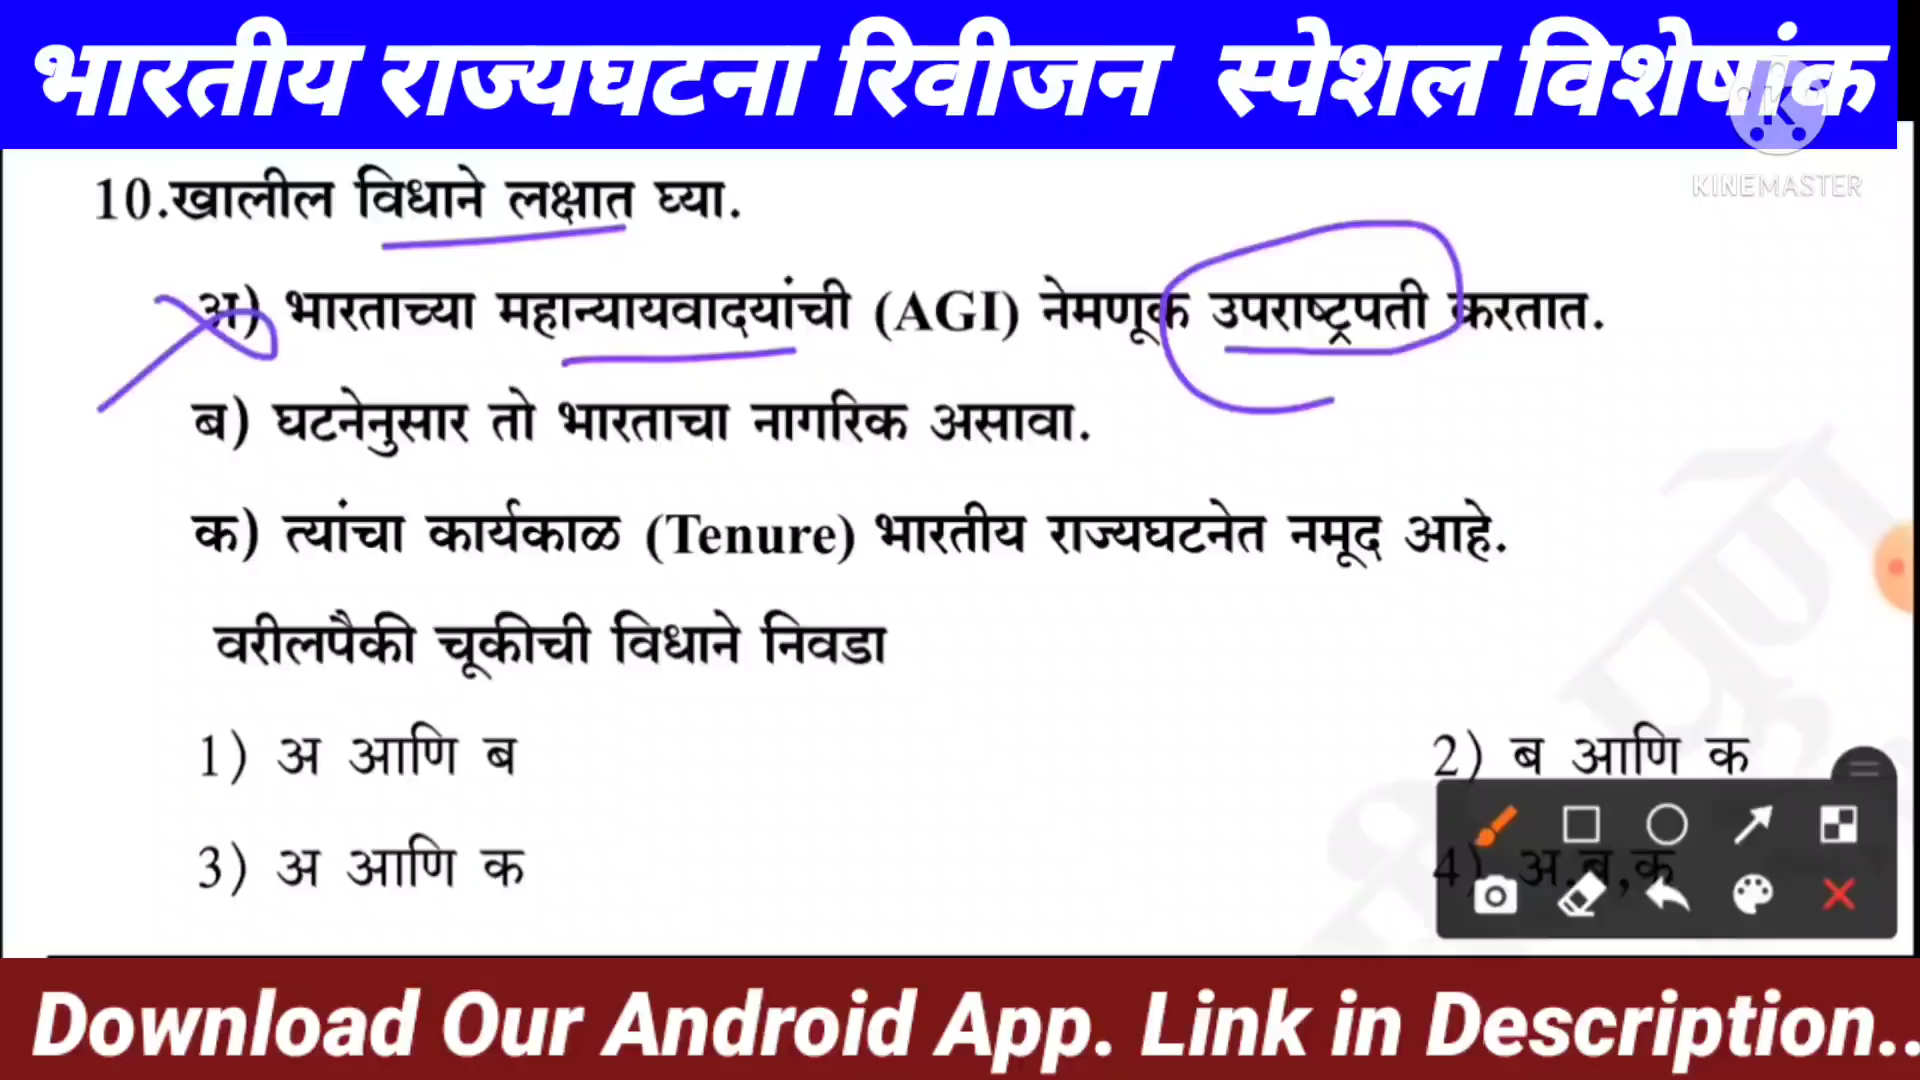 भारतीय राज्यघटना रिवीजन स्पेशल विशेषांक
KINEMASTER
10.खालील विधाने लक्षात घ्या.
अ) भारताच्या महान्यायवादयांची (AGI) नेमणूक उपराष्ट्रपती करतात.
ब) घटनेनुसार तो भारताचा नागरिक असावा.
क) त्यांचा कार्यकाळ (Tenure) भारतीय राज्यघटनेत नमूद आहे.
वरीलपैकी चूकीची विधाने निवडा
1) अ आणि ब
2) ब आणि क
3) अ आणि क
4) अ,ब,क
पुणे
Download Our Android App. Link in Description..